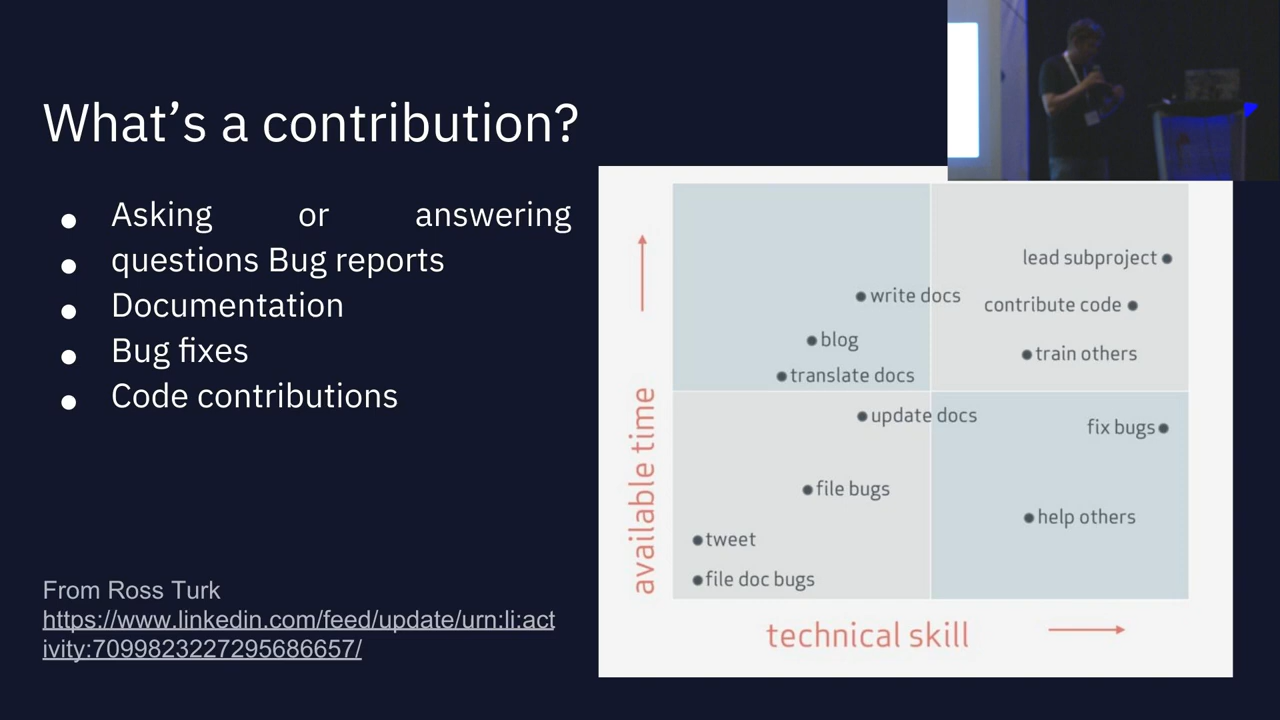 What's a contribution?
● Asking or answering
● questions Bug reports
● Documentation
● Bug fixes
● Code contributions
From Ross Turk
https://www.linkedin.com/feed/update/urn:li:act
ivity:7099823227295686657/
lead subproject
write docs
contribute code
blog
train others
translate docs
update docs
fix bugs
file bugs
help others
tweet
file doc bugs
available time
technical skill